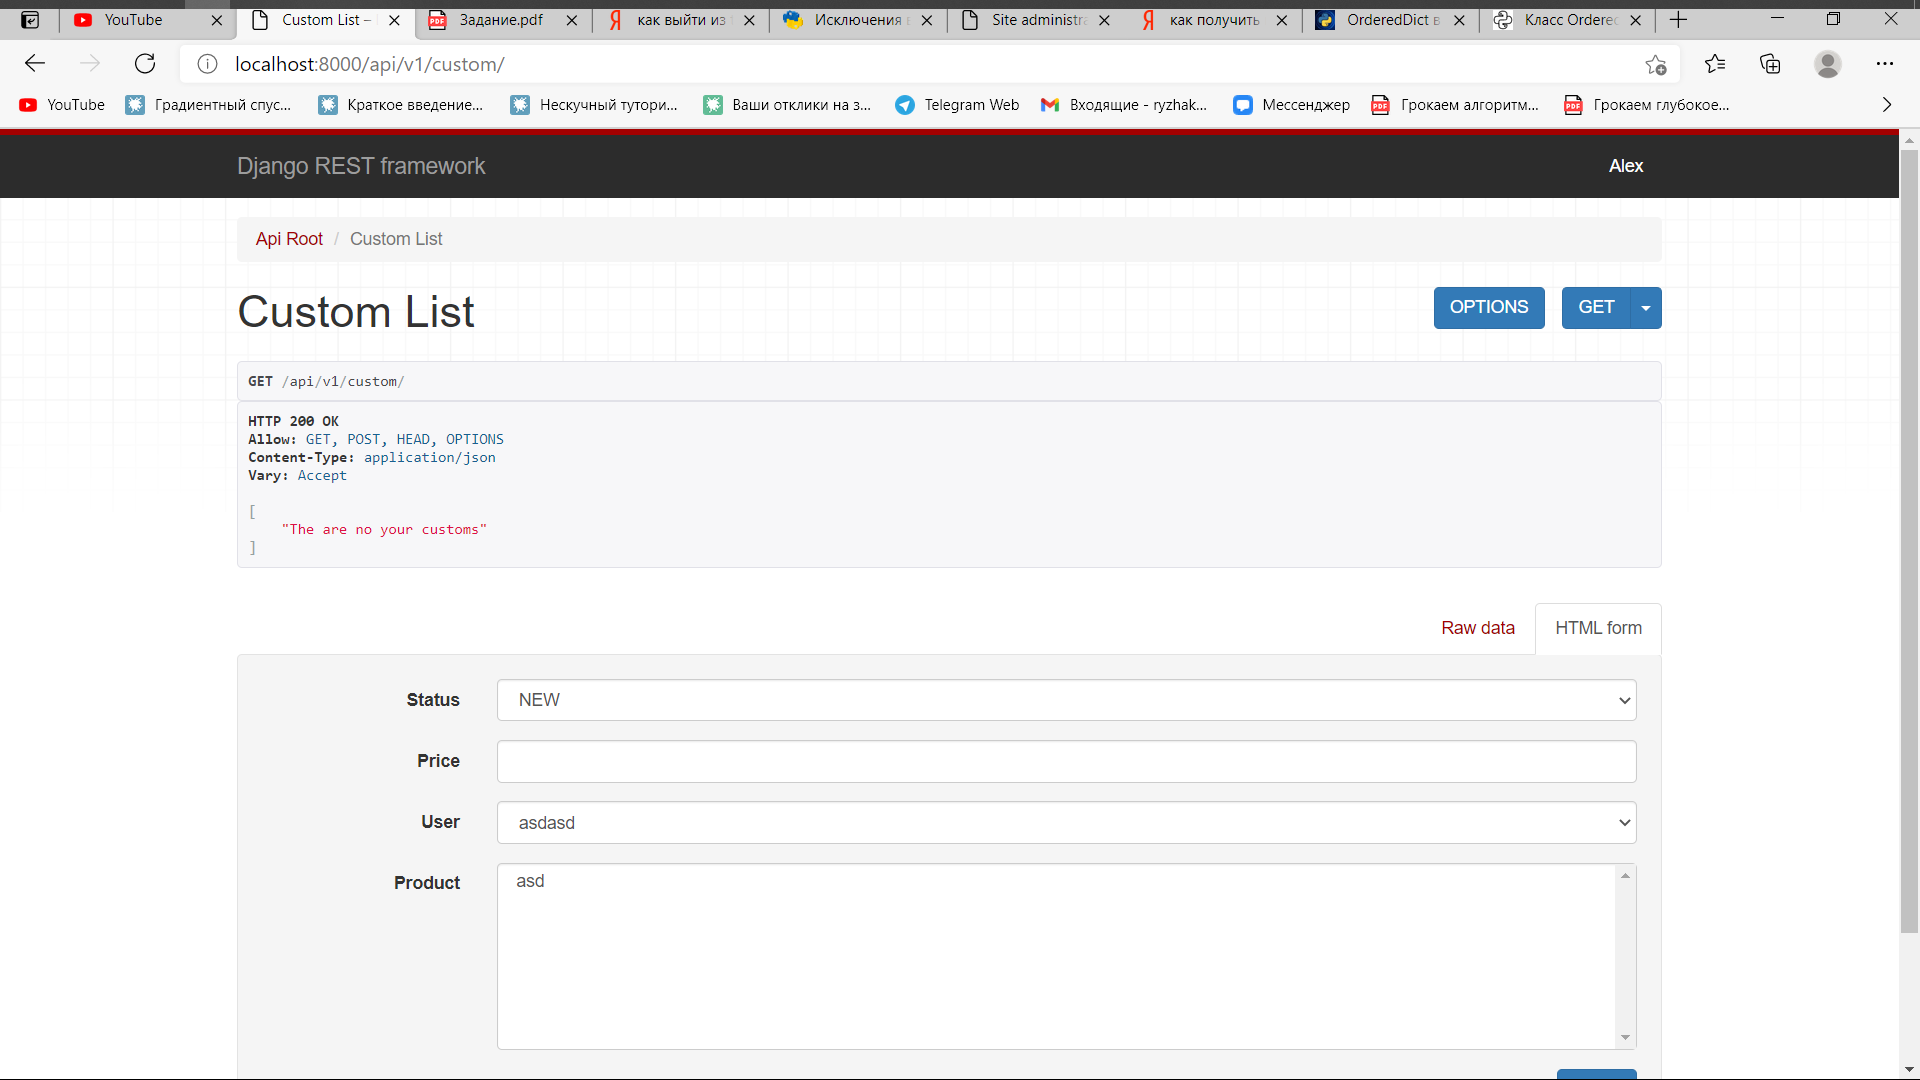 YouTube
Custom List –
Задание.pdf
как выйти из
Исключения
Site administra
как получить
OrderedDict в
Класс Ordered
localhost:8000/api/v1/custom/
YouTube
Градиентный спус...
Краткое введение...
Нескучный тутори...
Ваши отклики на з...
Telegram Web
Входящие - ryzhak...
Мессенджер
Грокаем алгоритм...
Грокаем глубокое...
Django REST framework
Alex
Api Root / Custom List
Custom List
OPTIONS
GET
GET /api/v1/custom/
HTTP 200 OK
Allow: GET, POST, HEAD, OPTIONS
Content-Type: application/json
Vary: Accept
[
"The are no your customs"
]
Raw data
HTML form
Status
NEW
Price
User
asdasd
Product
asd